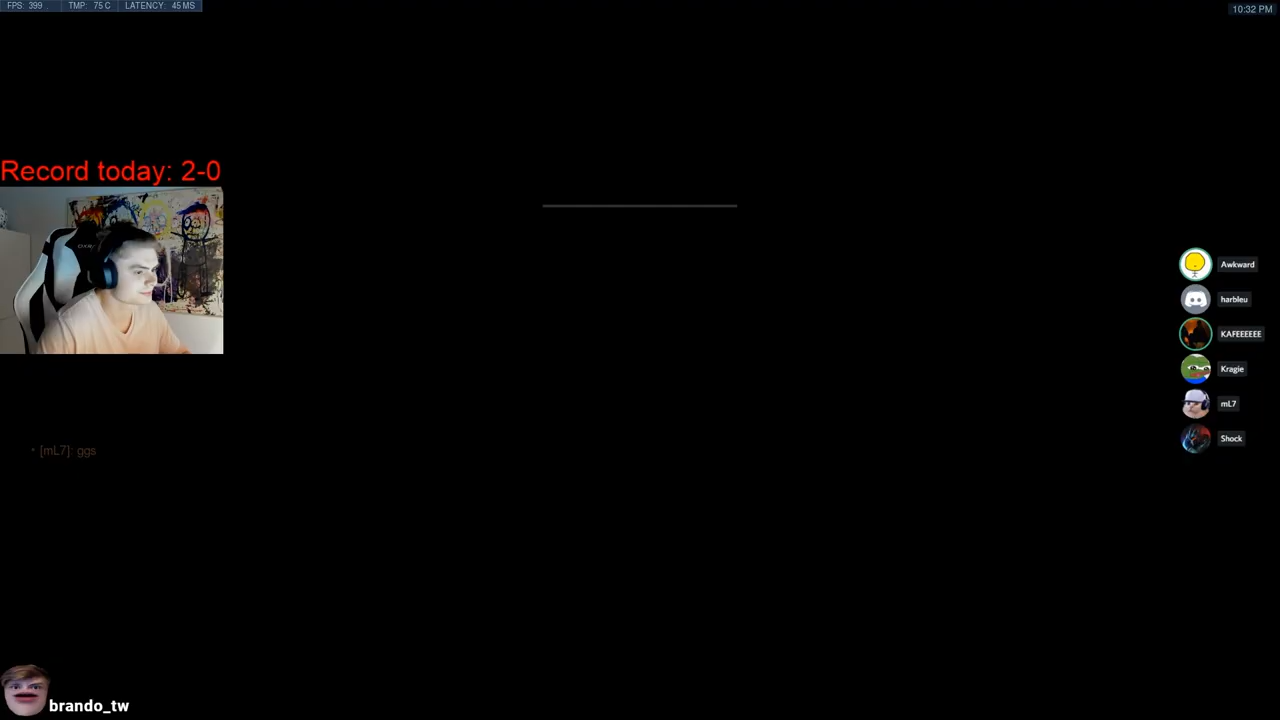 FPS: 399 TMP: 75 C LATENCY: 45 MS
10:32 PM
Record today: 2-0
Awkward
harbleu
KAFEEEEEE
Kragie
mL7
Shock
[mL7]: ggs
brando_tw